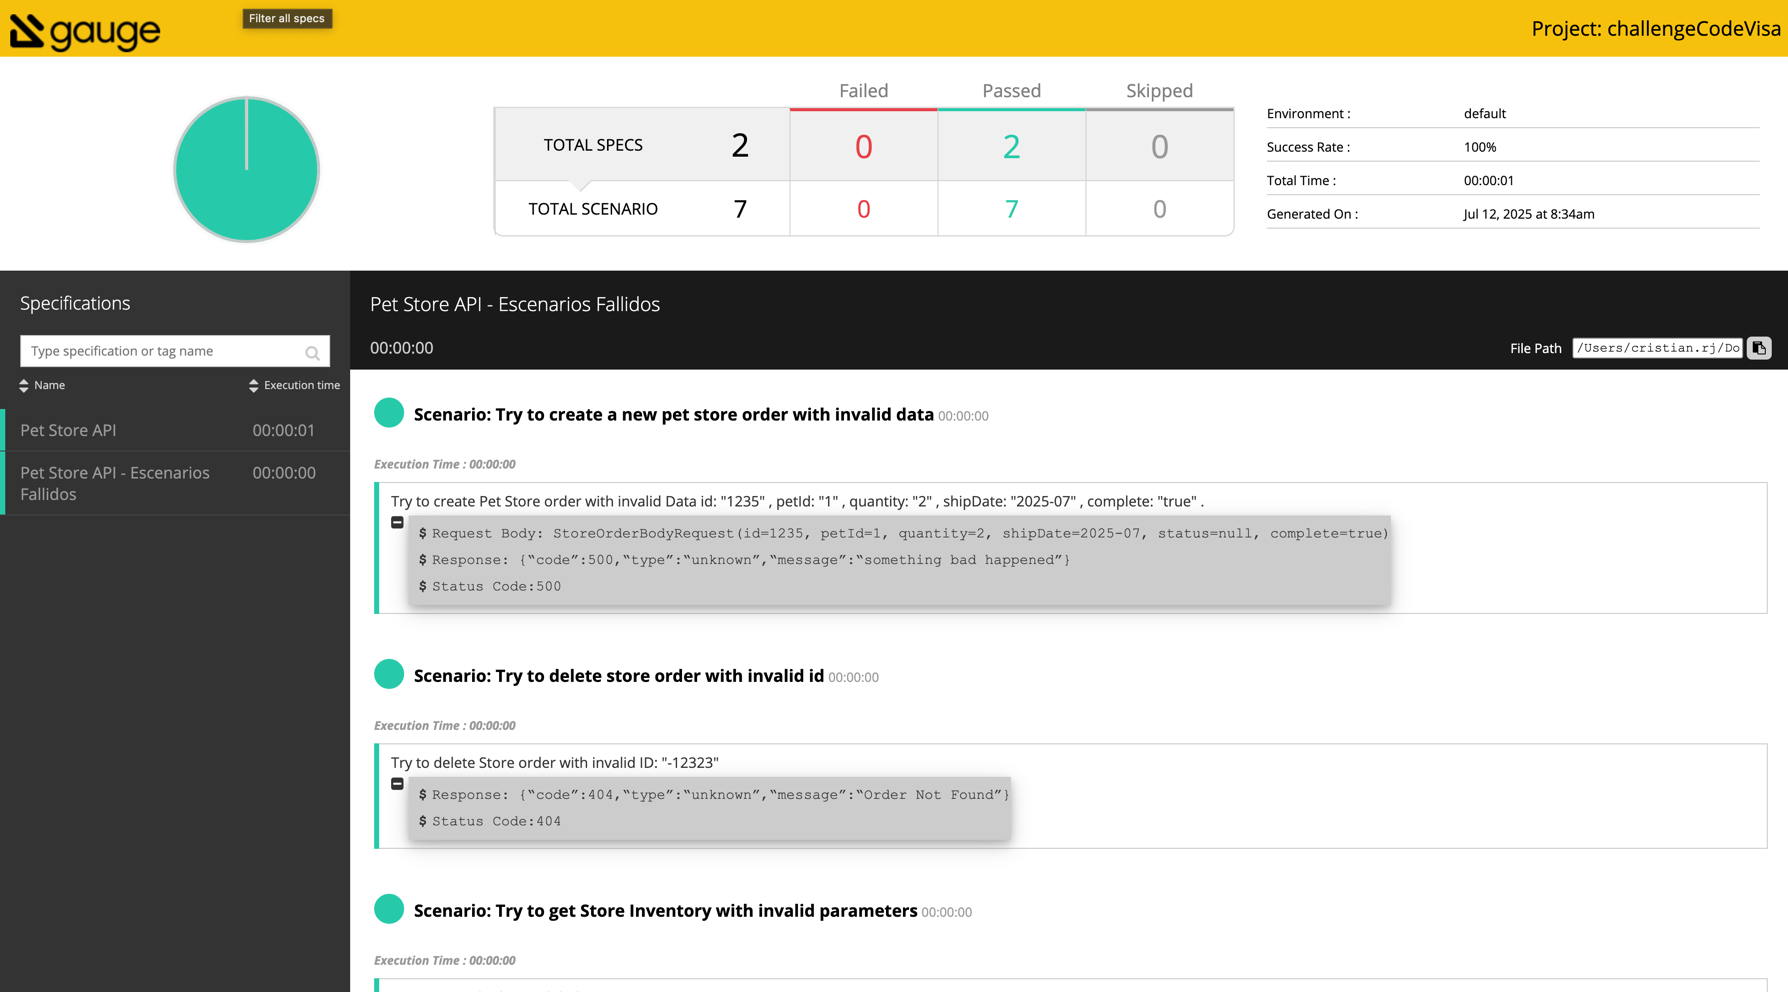 gauge
Filter all specs
Project: challengeCodeVisa
Failed Passed Skipped
TOTAL SPECS 2 0 2 0
TOTAL SCENARIO 7 0 7 0
Environment : default
Success Rate : 100%
Total Time : 00:00:01
Generated On : Jul 12, 2025 at 8:34am
Specifications
Type specification or tag name
Name Execution time
Pet Store API 00:00:01
Pet Store API - Escenarios 00:00:00
Fallidos
Pet Store API - Escenarios Fallidos
00:00:00
File Path /Users/cristian.rj/Do
Scenario: Try to create a new pet store order with invalid data 00:00:00
Execution Time : 00:00:00
Try to create Pet Store order with invalid Data id: "1235" , petId: "1" , quantity: "2" , shipDate: "2025-07" , complete: "true" .
$ Request Body: StoreOrderBodyRequest(id=1235, petId=1, quantity=2, shipDate=2025-07, status=null, complete=true)
$ Response: {“code”:500,“type”:“unknown”,“message”:“something bad happened”}
$ Status Code:500
Scenario: Try to delete store order with invalid id 00:00:00
Execution Time : 00:00:00
Try to delete Store order with invalid ID: "-12323"
$ Response: {“code”:404,“type”:“unknown”,“message”:“Order Not Found”}
$ Status Code:404
Scenario: Try to get Store Inventory with invalid parameters 00:00:00
Execution Time : 00:00:00